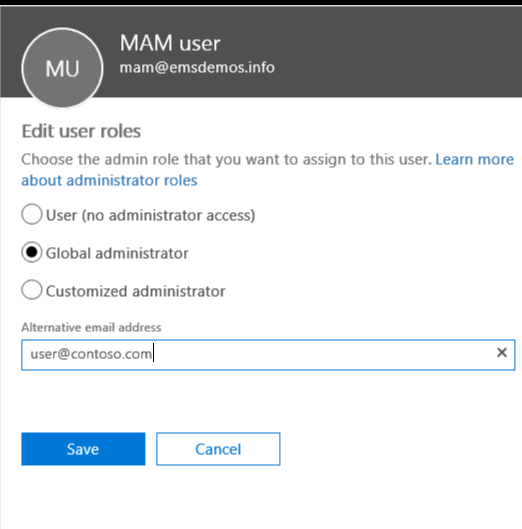 MU
MAM user
mam@emsdemos.info
Edit user roles
Choose the admin role that you want to assign to this user. Learn more
about administrator roles
User (no administrator access)
Global administrator
Customized administrator
Alternative email address
user@contoso.com
Save
Cancel